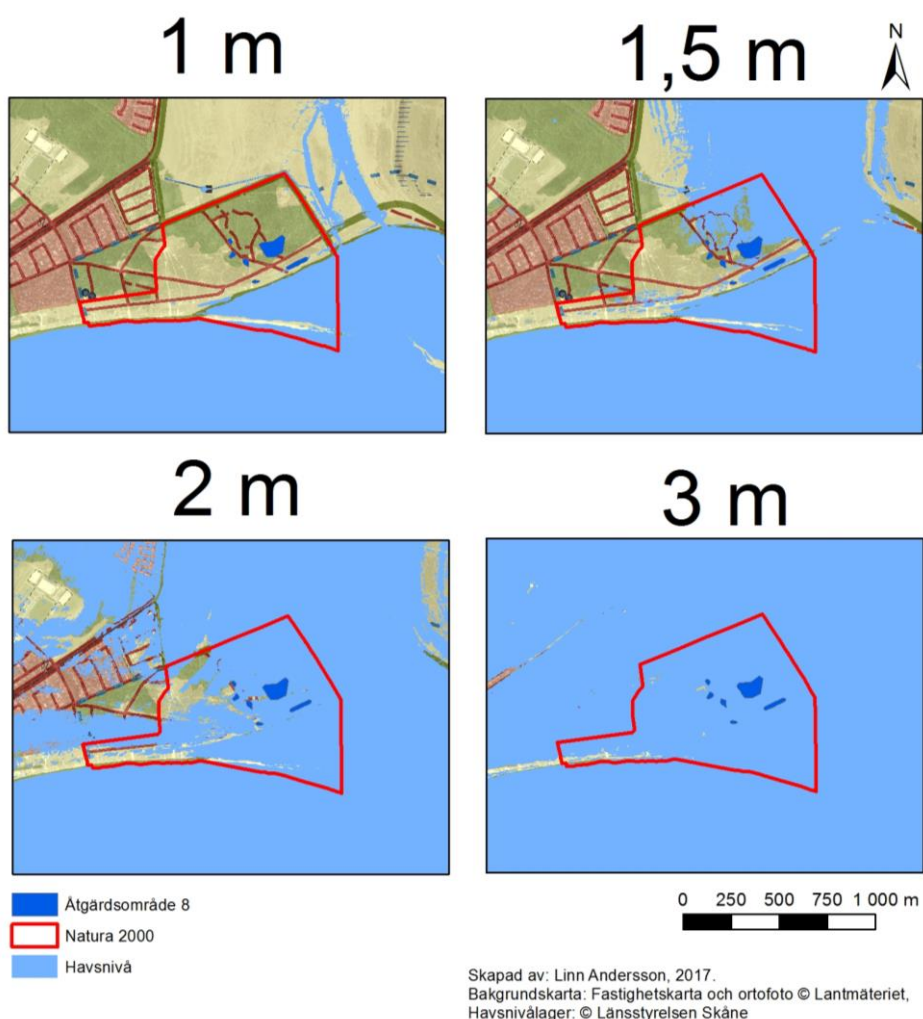 1 m
1,5 m
N
2 m
3 m
Åtgärdsområde 8
Natura 2000
Havsnivå
0 250 500 750 1 000 m
Skapad av: Linn Andersson, 2017.
Bakgrundskarta: Fastighetskarta och ortofoto © Lantmäteriet,
Havsnivålager: © Länsstyrelsen Skåne